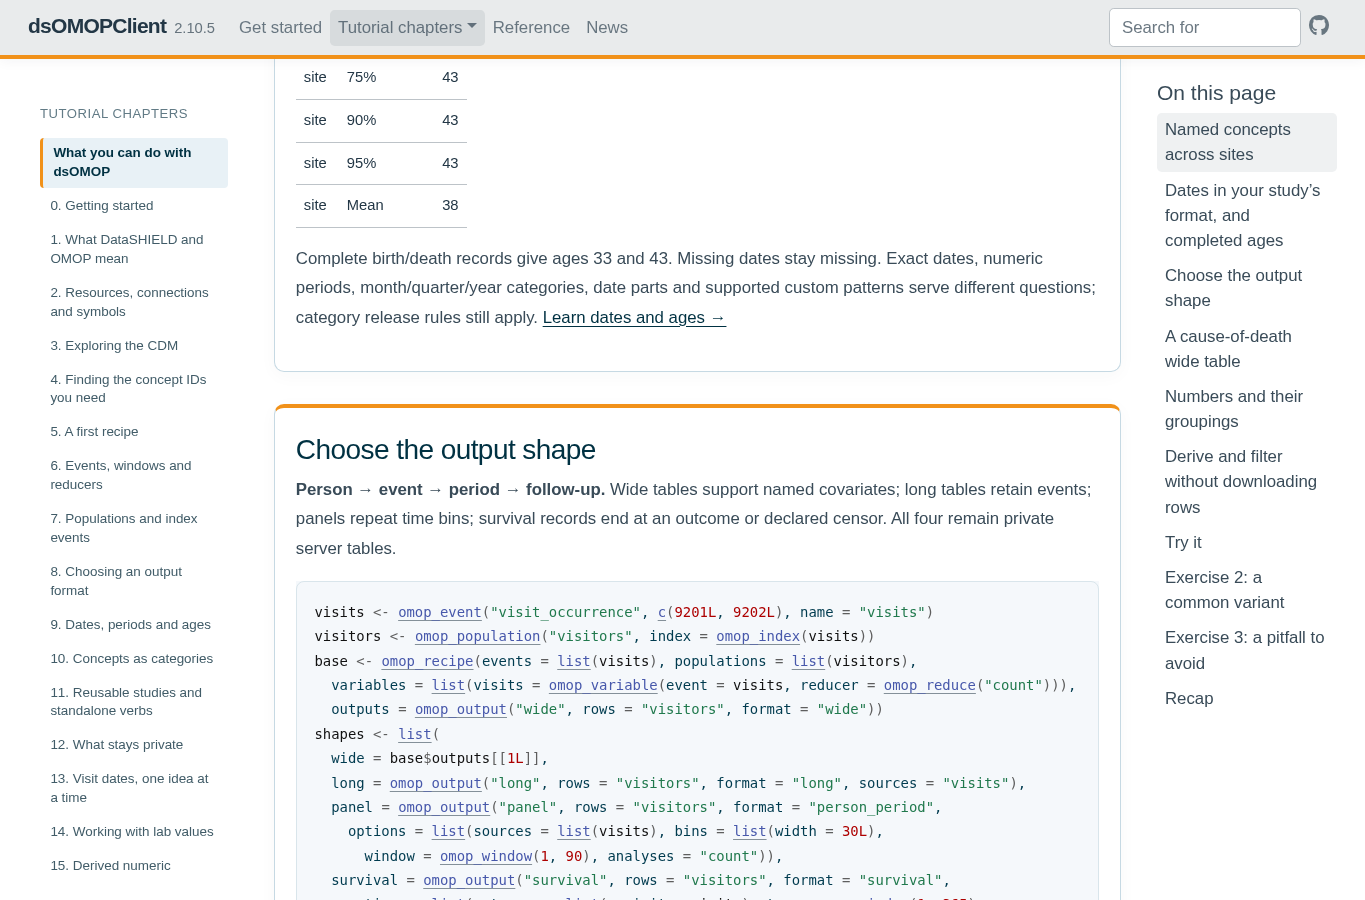 dsOMOPClient 2.10.5 Get started Tutorial chapters Reference News Search for
TUTORIAL CHAPTERS
What you can do with
dsOMOP
0. Getting started
1. What DataSHIELD and
OMOP mean
2. Resources, connections
and symbols
3. Exploring the CDM
4. Finding the concept IDs
you need
5. A first recipe
6. Events, windows and
reducers
7. Populations and index
events
8. Choosing an output
format
9. Dates, periods and ages
10. Concepts as categories
11. Reusable studies and
standalone verbs
12. What stays private
13. Visit dates, one idea at
a time
14. Working with lab values
15. Derived numeric
site 75% 43
site 90% 43
site 95% 43
site Mean 38
Complete birth/death records give ages 33 and 43. Missing dates stay missing. Exact dates, numeric
periods, month/quarter/year categories, date parts and supported custom patterns serve different questions;
category release rules still apply. Learn dates and ages →
Choose the output shape
Person → event → period → follow-up. Wide tables support named covariates; long tables retain events;
panels repeat time bins; survival records end at an outcome or declared censor. All four remain private
server tables.
visits <- omop_event("visit_occurrence", c(9201L, 9202L), name = "visits")
visitors <- omop_population("visitors", index = omop_index(visits))
base <- omop_recipe(events = list(visits), populations = list(visitors),
  variables = list(visits = omop_variable(event = visits, reducer = omop_reduce("count"))),
  outputs = omop_output("wide", rows = "visitors", format = "wide"))
shapes <- list(
  wide = base$outputs[[1L]],
  long = omop_output("long", rows = "visitors", format = "long", sources = "visits"),
  panel = omop_output("panel", rows = "visitors", format = "person_period",
    options = list(sources = list(visits), bins = list(width = 30L),
      window = omop_window(1, 90), analyses = "count")),
  survival = omop_output("survival", rows = "visitors", format = "survival",
On this page
Named concepts
across sites
Dates in your study’s
format, and
completed ages
Choose the output
shape
A cause-of-death
wide table
Numbers and their
groupings
Derive and filter
without downloading
rows
Try it
Exercise 2: a
common variant
Exercise 3: a pitfall to
avoid
Recap